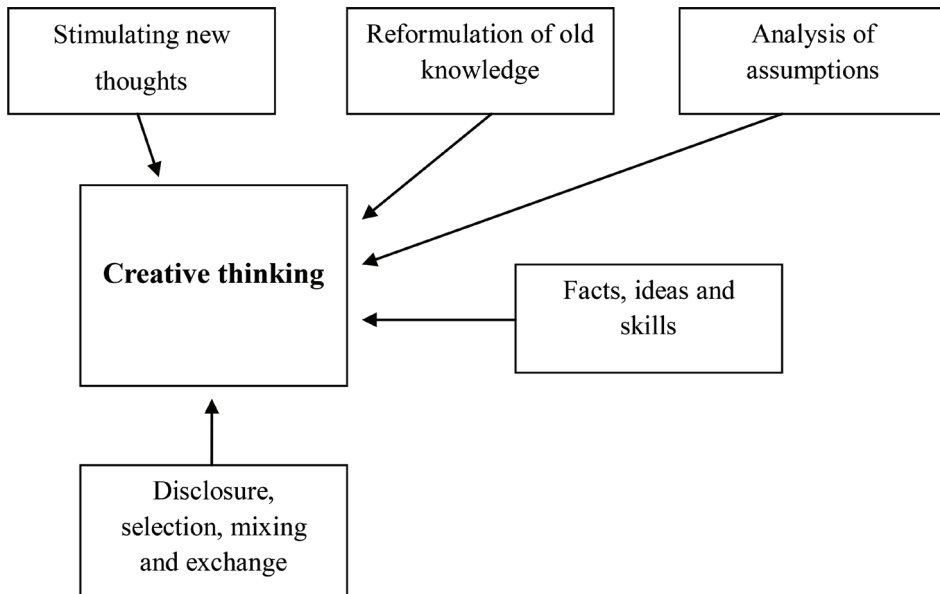 Stimulating new
thoughts
Reformulation of old
knowledge
Analysis of
assumptions
Creative thinking
Facts, ideas and
skills
Disclosure,
selection, mixing
and exchange